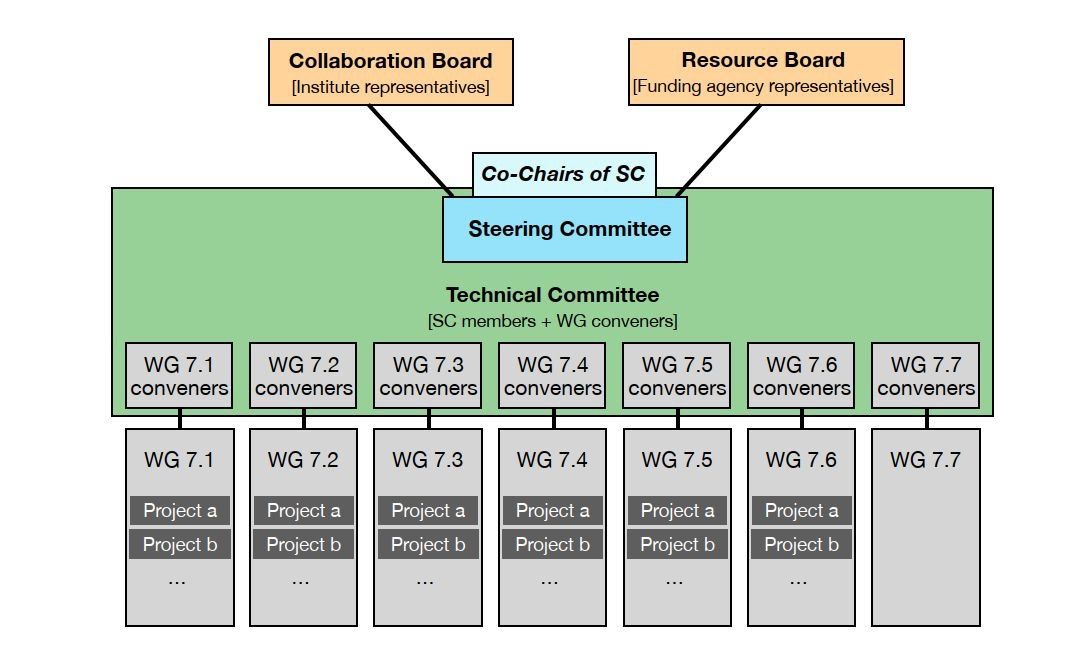 Collaboration Board
[Institute representatives]
Resource Board
[Funding agency representatives]
Co-Chairs of SC
Steering Committee
Technical Committee
[SC members + WG conveners]
WG 7.1
conveners
WG 7.2
conveners
WG 7.3
conveners
WG 7.4
conveners
WG 7.5
conveners
WG 7.6
conveners
WG 7.7
conveners
WG 7.1
Project a
Project b
...
WG 7.2
Project a
Project b
...
WG 7.3
Project a
Project b
...
WG 7.4
Project a
Project b
...
WG 7.5
Project a
Project b
...
WG 7.6
Project a
Project b
...
WG 7.7